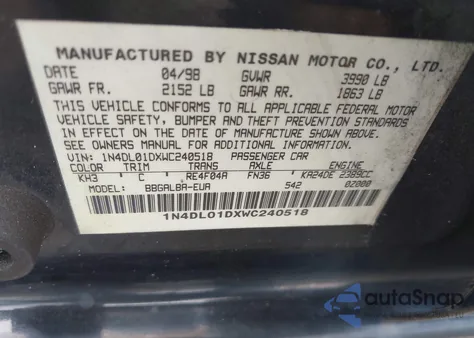 MANUFACTURED BY NISSAN MOTOR CO., LTD.
DATE 04/98 GVWR 3990 LB
GAWR FR. 2152 LB GAWR RR. 1863 LB
THIS VEHICLE CONFORMS TO ALL APPLICABLE FEDERAL MOTOR
VEHICLE SAFETY, BUMPER AND THEFT PREVENTION STANDARDS
IN EFFECT ON THE DATE OF MANUFACTURE SHOWN ABOVE.
SEE OWNERS MANUAL FOR ADDITIONAL INFORMATION
VIN: 1N4DL01DXWC240518 PASSENGER CAR
COLOR TRIM TRANS AXLE ENGINE
KH3 C RE4F04A FN36 KA24DE 2389CC
MODEL: BBGALBA-EUA 542 02000
1N4DL01DXWC240518
autoSnap